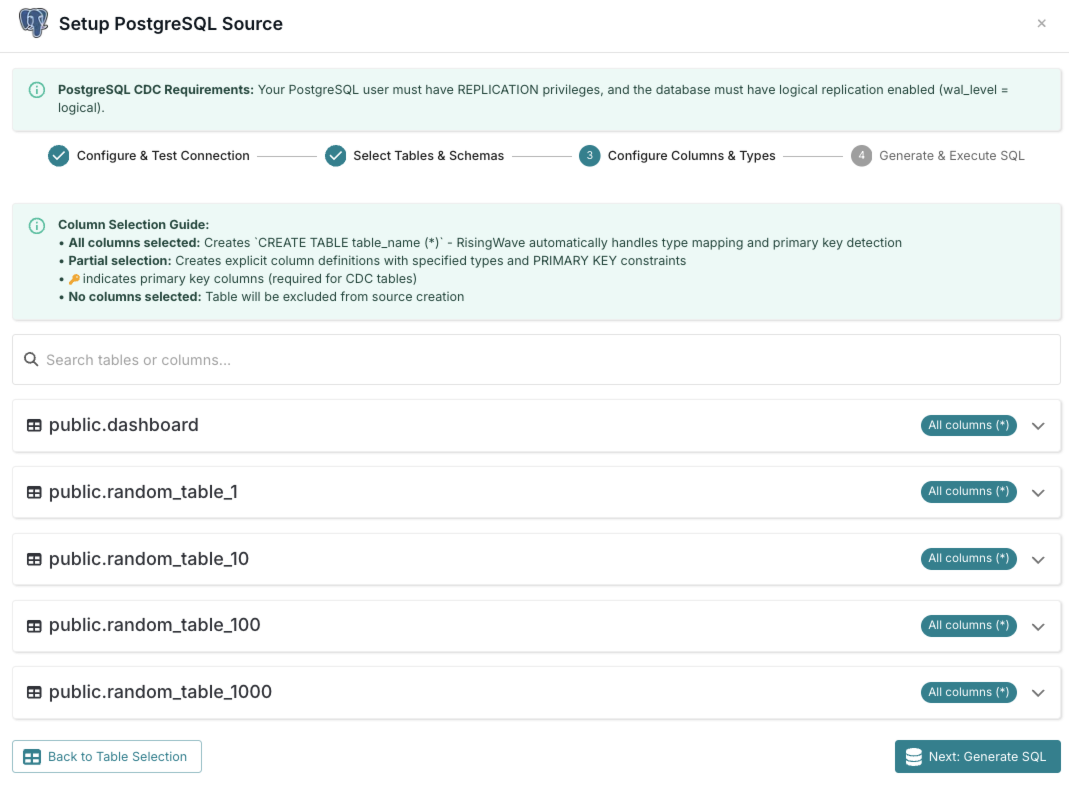 Setup PostgreSQL Source
PostgreSQL CDC Requirements: Your PostgreSQL user must have REPLICATION privileges, and the database must have logical replication enabled (wal_level =
logical).
Configure & Test Connection
Select Tables & Schemas
3 Configure Columns & Types
4 Generate & Execute SQL
Column Selection Guide:
• All columns selected: Creates `CREATE TABLE table_name (*)` - RisingWave automatically handles type mapping and primary key detection
• Partial selection: Creates explicit column definitions with specified types and PRIMARY KEY constraints
• 🔑 indicates primary key columns (required for CDC tables)
• No columns selected: Table will be excluded from source creation
Search tables or columns...
public.dashboard All columns (*)
public.random_table_1 All columns (*)
public.random_table_10 All columns (*)
public.random_table_100 All columns (*)
public.random_table_1000 All columns (*)
Back to Table Selection
Next: Generate SQL